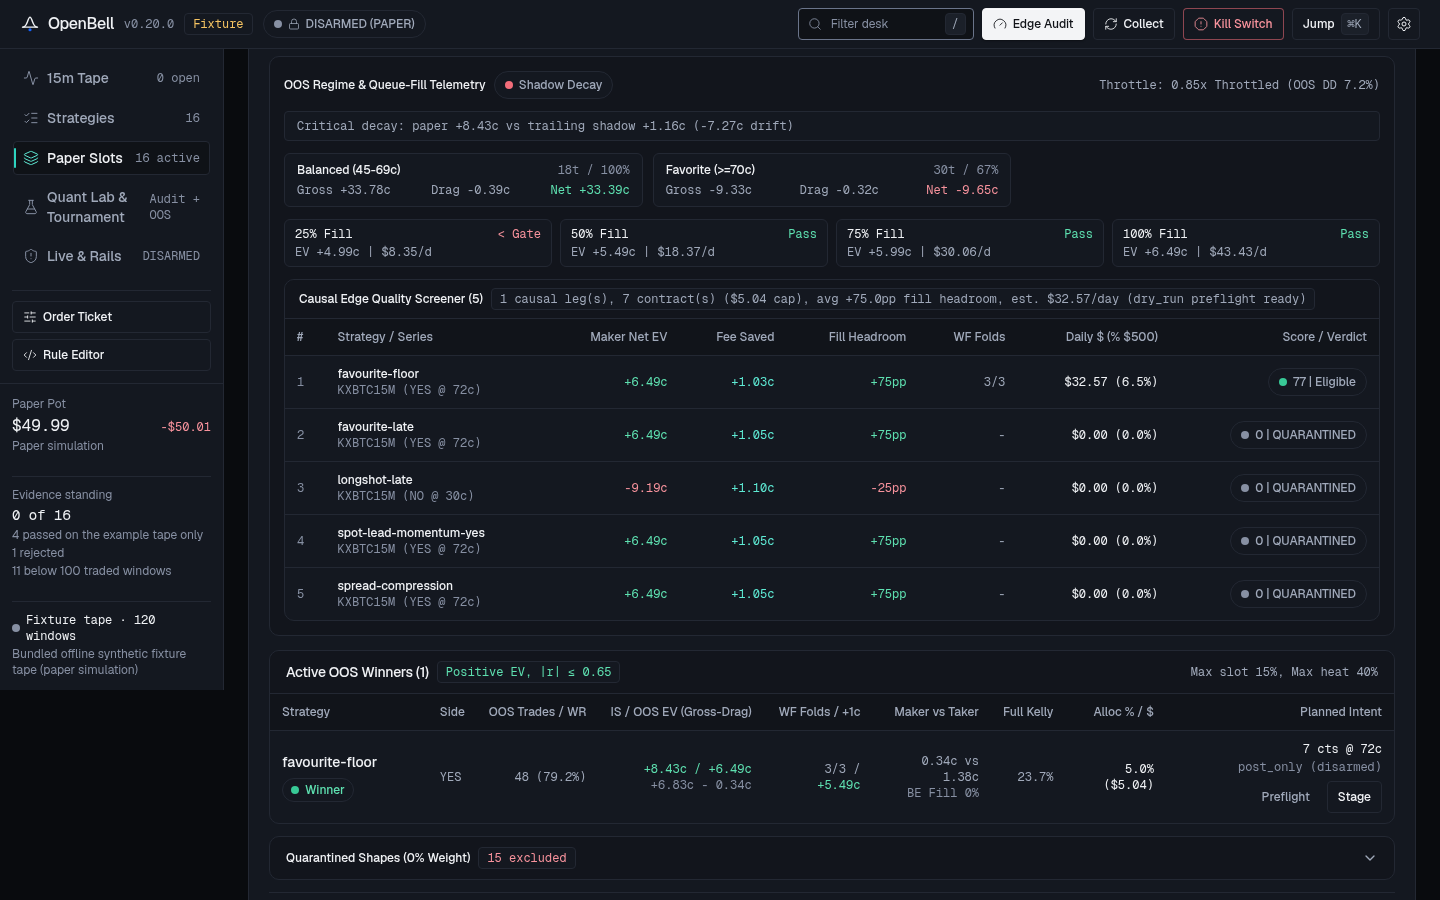 OpenBell v0.20.0 Fixture DISARMED (PAPER) Filter desk / Edge Audit Collect Kill Switch Jump ⌘K
15m Tape 0 open
Strategies 16
Paper Slots 16 active
Quant Lab & Tournament Audit + OOS
Live & Rails DISARMED
Order Ticket
Rule Editor
Paper Pot
$49.99 -$50.01
Paper simulation
Evidence standing
0 of 16
4 passed on the example tape only
1 rejected
11 below 100 traded windows
Fixture tape · 120
windows
Bundled offline synthetic fixture
tape (paper simulation)
OOS Regime & Queue-Fill Telemetry Shadow Decay Throttle: 0.85x Throttled (OOS DD 7.2%)
Critical decay: paper +8.43c vs trailing shadow +1.16c (-7.27c drift)
Balanced (45-69c) 18t / 100%
Gross +33.78c Drag -0.39c Net +33.39c
Favorite (>=70c) 30t / 67%
Gross -9.33c Drag -0.32c Net -9.65c
25% Fill < Gate
EV +4.99c | $8.35/d
50% Fill Pass
EV +5.49c | $18.37/d
75% Fill Pass
EV +5.99c | $30.06/d
100% Fill Pass
EV +6.49c | $43.43/d
Causal Edge Quality Screener (5) 1 causal leg(s), 7 contract(s) ($5.04 cap), avg +75.0pp fill headroom, est. $32.57/day (dry_run preflight ready)
# Strategy / Series Maker Net EV Fee Saved Fill Headroom WF Folds Daily $ (% $500) Score / Verdict
1 favourite-floor +6.49c +1.03c +75pp 3/3 $32.57 (6.5%) 77 | Eligible
KXBTC15M (YES @ 72c)
2 favourite-late +6.49c +1.05c +75pp - $0.00 (0.0%) 0 | QUARANTINED
KXBTC15M (YES @ 72c)
3 longshot-late -9.19c +1.10c -25pp - $0.00 (0.0%) 0 | QUARANTINED
KXBTC15M (NO @ 30c)
4 spot-lead-momentum-yes +6.49c +1.05c +75pp - $0.00 (0.0%) 0 | QUARANTINED
KXBTC15M (YES @ 72c)
5 spread-compression +6.49c +1.05c +75pp - $0.00 (0.0%) 0 | QUARANTINED
KXBTC15M (YES @ 72c)
Active OOS Winners (1) Positive EV, |r| ≤ 0.65 Max slot 15%, Max heat 40%
Strategy Side OOS Trades / WR IS / OOS EV (Gross-Drag) WF Folds / +1c Maker vs Taker Full Kelly Alloc % / $ Planned Intent
favourite-floor
Winner
YES
48 (79.2%)
+8.43c / +6.49c
+6.83c - 0.34c
3/3 /
+5.49c
0.34c vs
1.38c
BE Fill 0%
23.7%
5.0%
($5.04)
7 cts @ 72c
post_only (disarmed)
Preflight Stage
Quarantined Shapes (0% Weight) 15 excluded